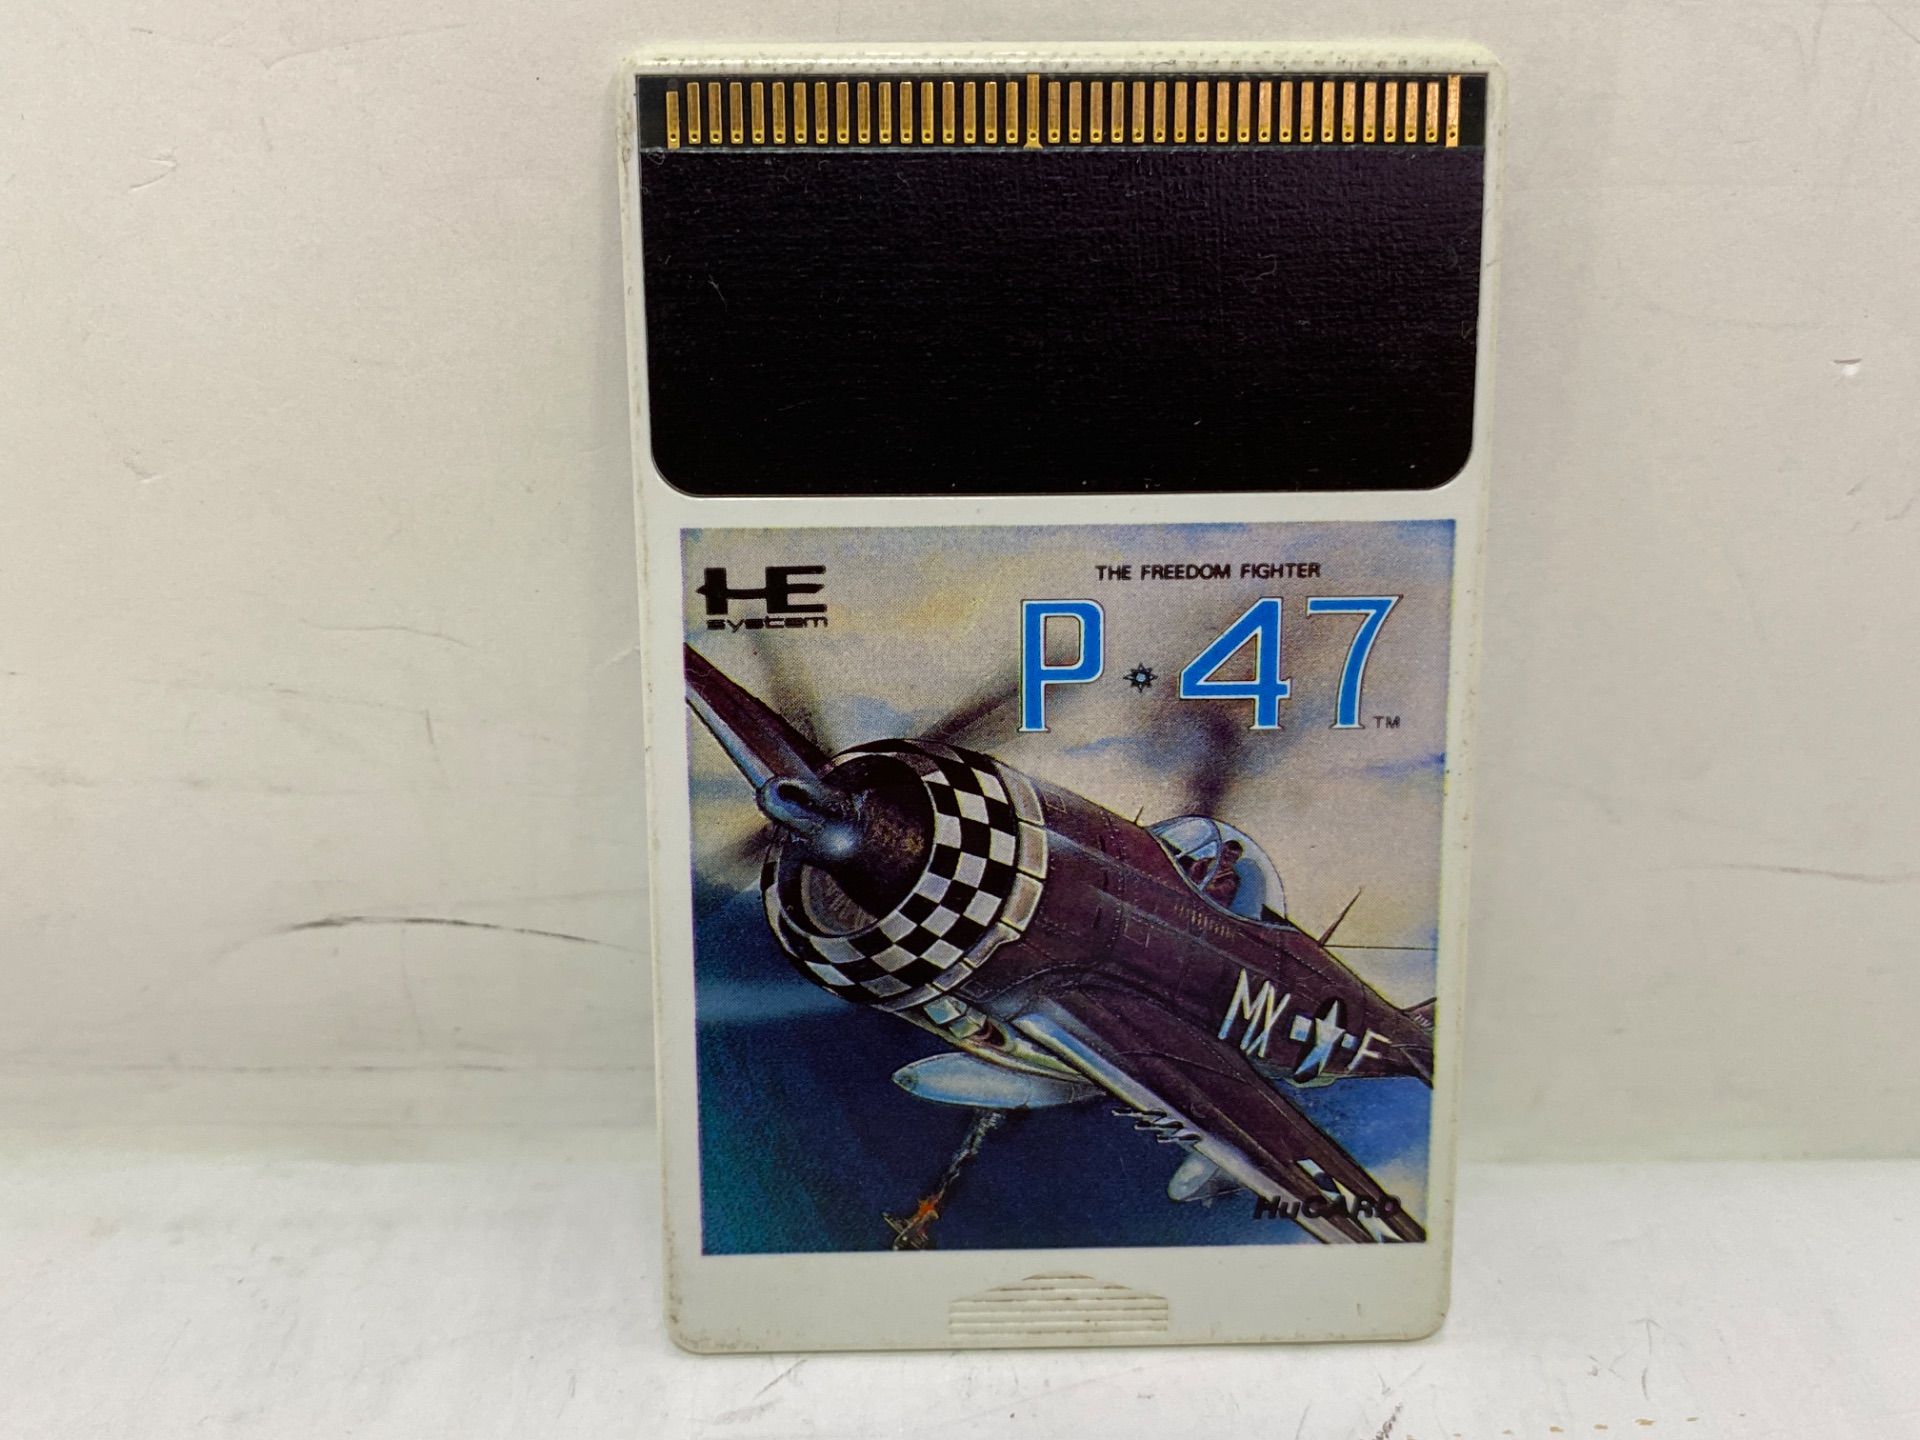 HE
system
THE FREEDOM FIGHTER
P·47
TM
MX F
HuCARD